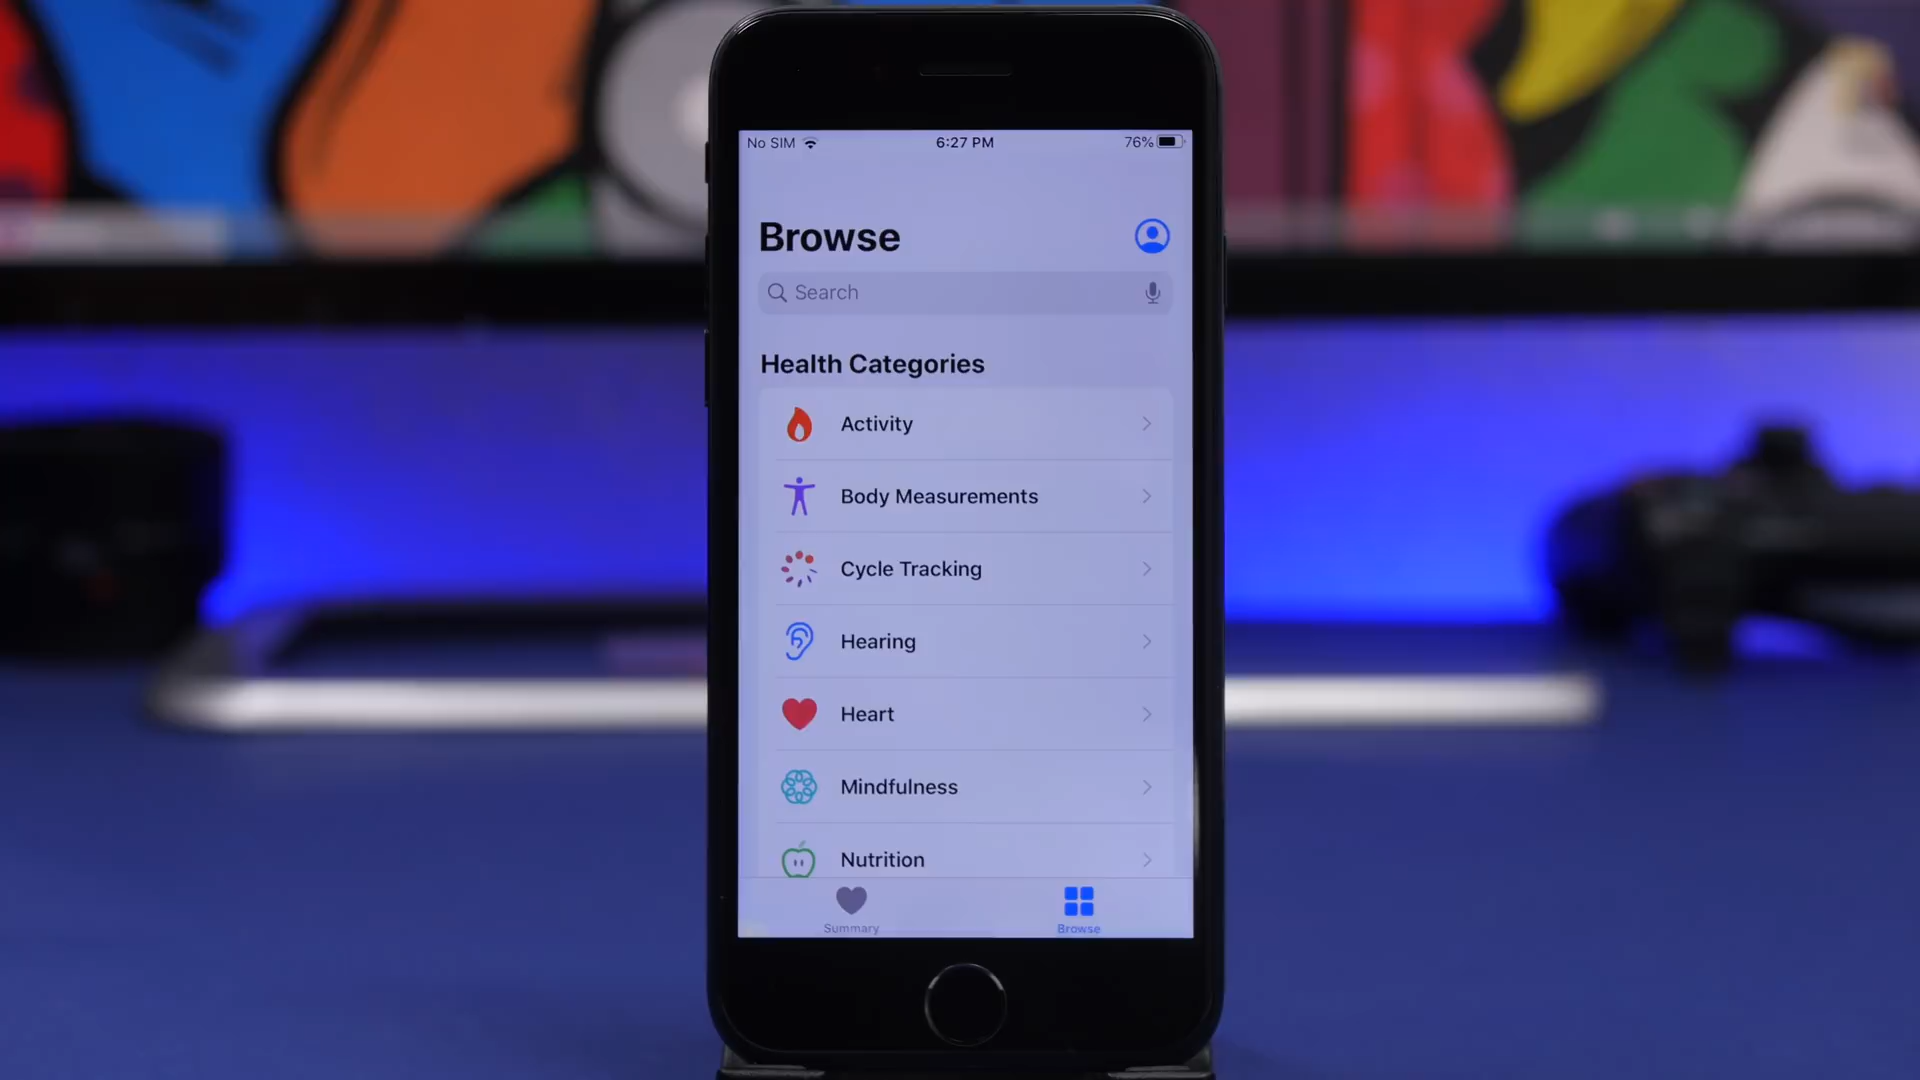 No SIM 6:27 PM 76%
Browse
Search
Health Categories
Activity
Body Measurements
Cycle Tracking
Hearing
Heart
Mindfulness
Nutrition
Summary Browse